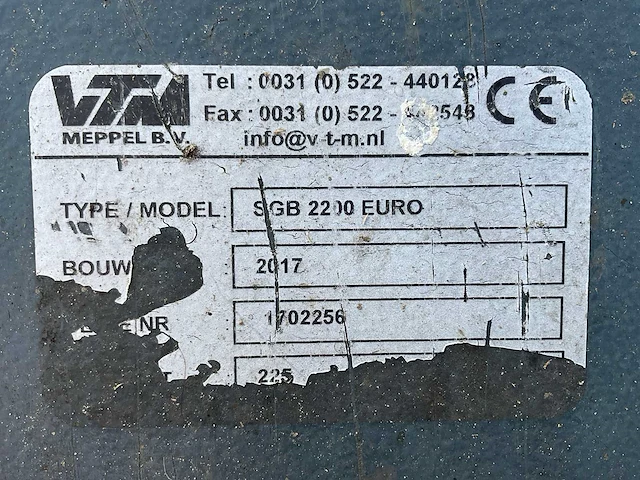 VTM Tel : 0031 (0) 522 - 440128 CE
MEPPEL B.V. Fax : 0031 (0) 522 -
info@v-t-m.nl
TYPE / MODEL SGB 2200 EURO
2017
NR 1702256
225